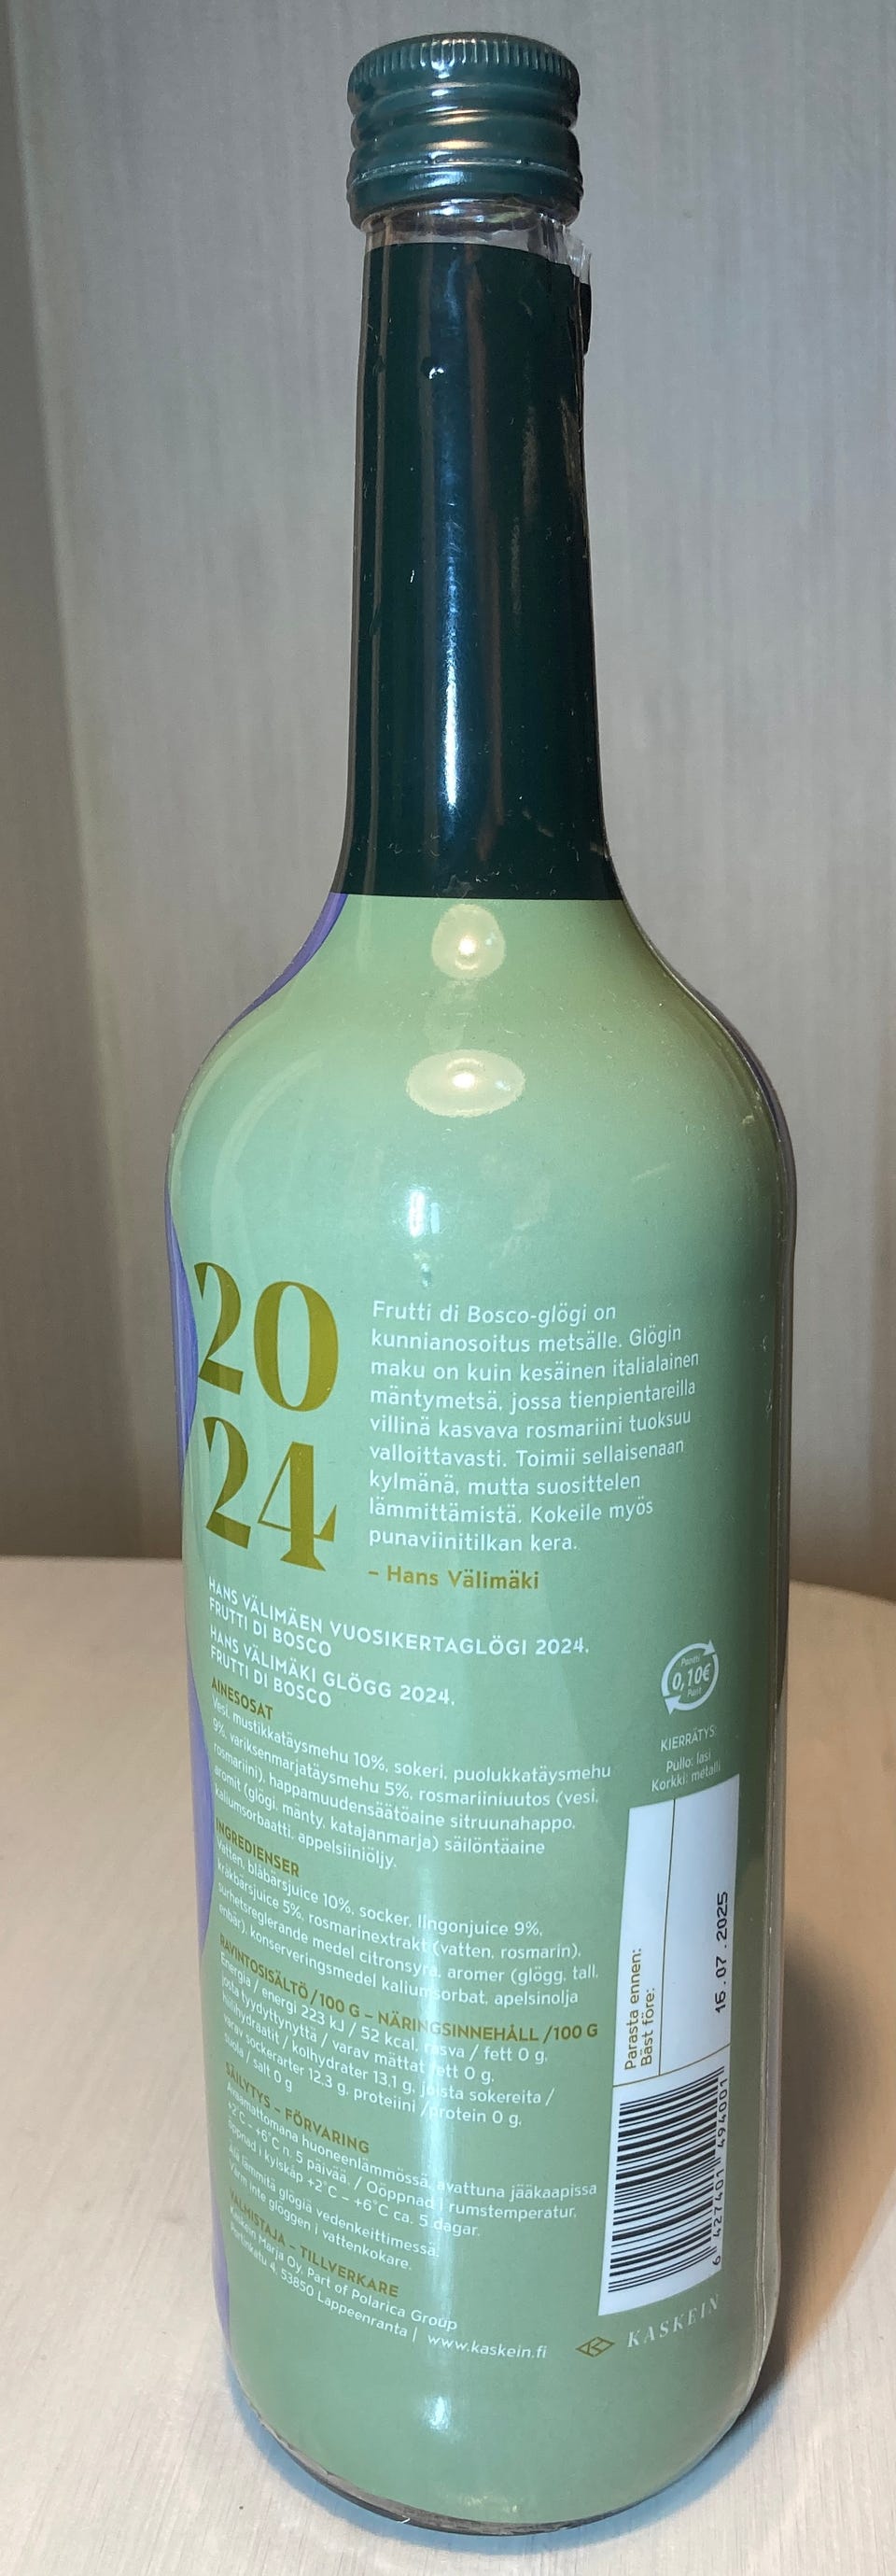 20
24
Frutti di Bosco-glögi on
kunnianosoitus metsälle. Glögin
maku on kuin kesäinen italialainen
mäntymetsä, jossa tienpientareilla
villinä kasvava rosmariini tuoksuu
valloittavasti. Toimii sellaisenaan
kylmänä, mutta suosittelen
lämmittämistä. Kokeile myös
punaviinitilkan kera.
– Hans Välimäki
HANS VÄLIMÄEN VUOSIKERTAGLÖGI 2024.
FRUTTI DI BOSCO
HANS VÄLIMÄKI GLÖGG 2024.
FRUTTI DI BOSCO
AINESOSAT
Vesi, mustikkatäysmehu 10%, sokeri, puolukkatäysmehu
9%, variksenmarjatäysmehu 5%, rosmariiniuutos (vesi,
rosmariini), happamuudensäätöaine sitruunahappo,
aromit (glögi, mänty, katajanmarja) säilöntäaine
kaliumsorbaatti, appelsiiniöljy.
INGREDIENSER
Vatten, blåbärsjuice 10%, socker, lingonjuice 9%,
kråkbärsjuice 5%, rosmarinextrakt (vatten, rosmarin),
surhetsreglerande medel citronsyra, aromer (glögg, tall,
enbär), konserveringsmedel kaliumsorbat, apelsinolja
RAVINTOSISÄLTÖ /100 G – NÄRINGSINNEHÅLL /100 G
Energia / energi 223 kJ / 52 kcal, rasva / fett 0 g,
josta tyydyttynyttä / varav mättat fett 0 g.
hiilihydraatit / kolhydrater 13,1 g, joista sokereita /
varav sockerarter 12,3 g, proteiini / protein 0 g,
suola / salt 0 g
SÄILYTYS – FÖRVARING
Avaamattomana huoneenlämmössä, avattuna jääkaapissa
+2°C – +6°C n. 5 päivää. / Oöppnad i rumstemperatur,
öppnad i kylskåp +2°C – +6°C ca. 5 dagar.
Älä lämmitä glögiä vedenkeittimessä.
Värm inte glöggen i vattenkokare.
VALMISTAJA – TILLVERKARE
Kaskein Marja Oy. Part of Polarica Group
53850 Lappeenranta | www.kaskein.fi
Pantti
0,10€
Pant
KIERRÄTYS:
Pullo: lasi
Korkki: metalli
Parasta ennen:
Bäst före:
16.07.2025
6 427401 494001
KASKEIN